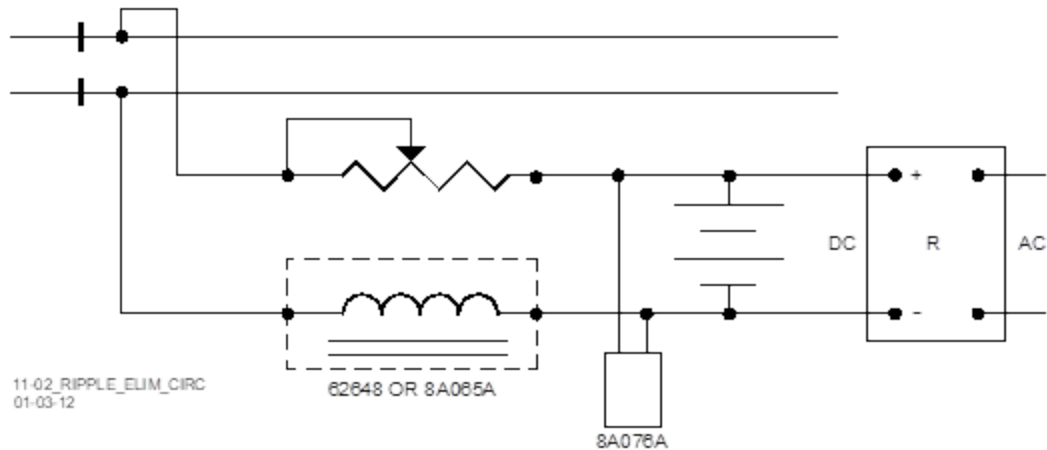 DC
+
R
-
AC
62648 OR 8A065A
11-02_RIPPLE_ELIM_CIRC
01-03-12
8A076A